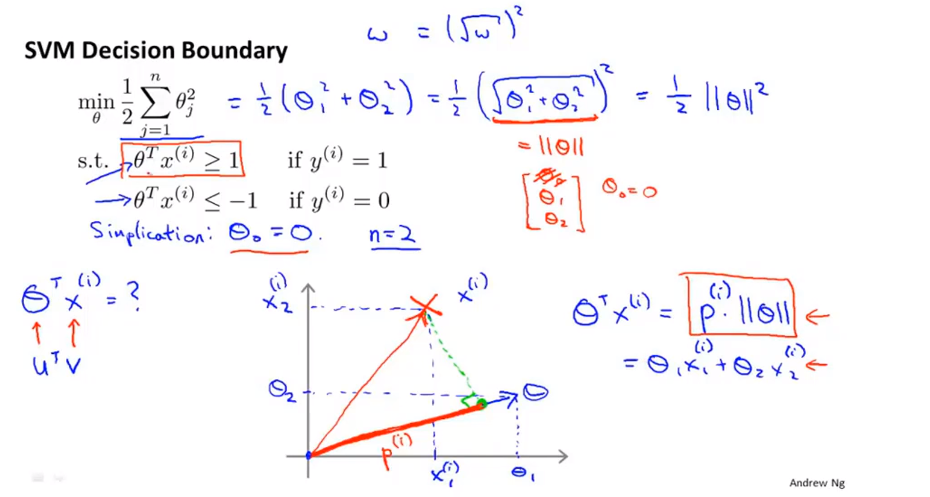 ω = (√ω)²
SVM Decision Boundary
min_θ 1/2 Σ_{j=1}^{n} θ_j² = 1/2 (θ₁² + θ₂²) = 1/2 (√(θ₁² + θ₂²))² = 1/2 ||θ||²
= ||θ||
s.t. θᵀx⁽ⁱ⁾ ≥ 1 if y⁽ⁱ⁾ = 1
→ θᵀx⁽ⁱ⁾ ≤ −1 if y⁽ⁱ⁾ = 0
[θ₁ θ₂] θ₀ = 0
Simplication: θ₀ = 0. n=2
θᵀx⁽ⁱ⁾ = ?
↑ ↑
uᵀv
x₂⁽ⁱ⁾
x⁽ⁱ⁾
θ₂
θ
p⁽ⁱ⁾
x₁⁽ⁱ⁾
θ₁
θᵀx⁽ⁱ⁾ = p⁽ⁱ⁾ · ||θ|| ←
= θ₁x₁⁽ⁱ⁾ + θ₂x₂⁽ⁱ⁾ ←
Andrew Ng